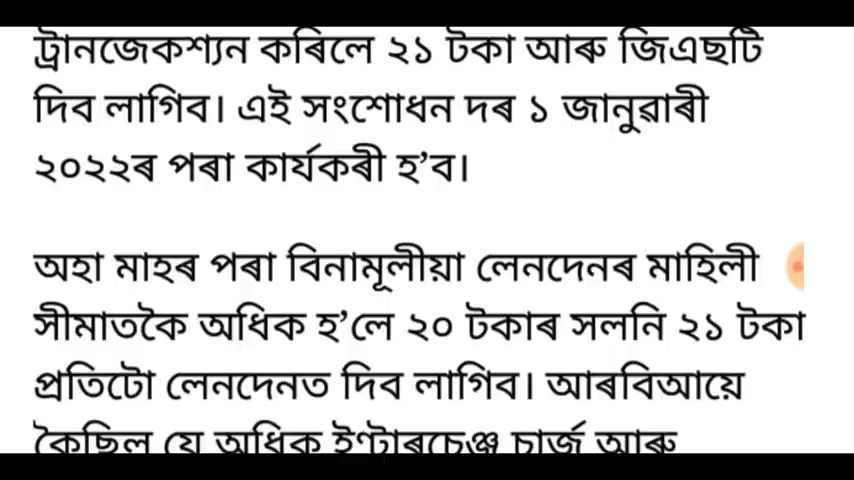 ট্ৰানজেকশ্যন কৰিলে ২১ টকা আৰু জিএছটি
দিব লাগিব। এই সংশোধন দৰ ১ জানুৱাৰী
২০২২ৰ পৰা কাৰ্যকৰী হ’ব।
অহা মাহৰ পৰা বিনামূলীয়া লেনদেনৰ মাহিলী
সীমাতকৈ অধিক হ’লে ২০ টকাৰ সলনি ২১ টকা
প্ৰতিটো লেনদেনত দিব লাগিব। আৰবিআয়ে
কৈছিল যে অধিক ইণ্টাৰচেঞ্জ চাৰ্জ আৰু